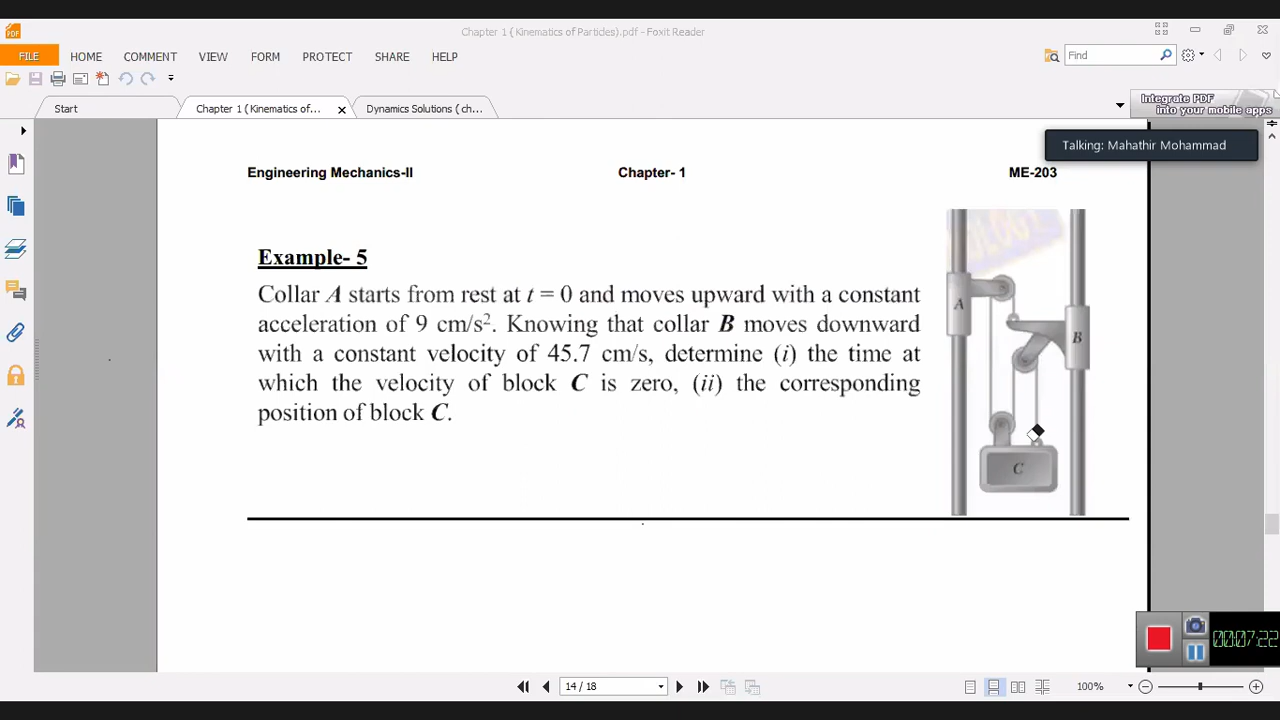 Chapter 1 ( Kinematics of Particles).pdf - Foxit Reader
PDF
FILE HOME COMMENT VIEW FORM PROTECT SHARE HELP
Find
Start
Chapter 1 ( Kinematics of...
Dynamics Solutions ( ch...
Integrate PDF
into your mobile apps
Talking: Mahathir Mohammad
Engineering Mechanics-II Chapter- 1 ME-203
Example- 5
Collar A starts from rest at t = 0 and moves upward with a constant
acceleration of 9 cm/s². Knowing that collar B moves downward
with a constant velocity of 45.7 cm/s, determine (i) the time at
which the velocity of block C is zero, (ii) the corresponding
position of block C.
A
B
C
00:07:22
14 / 18
100%